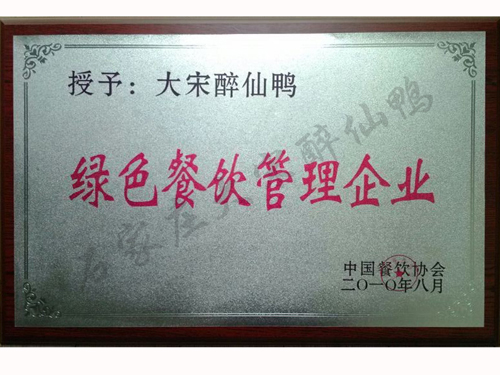 授予：大宋醉仙鸭
绿色餐饮管理企业
中国餐饮协会
二〇一〇年八月